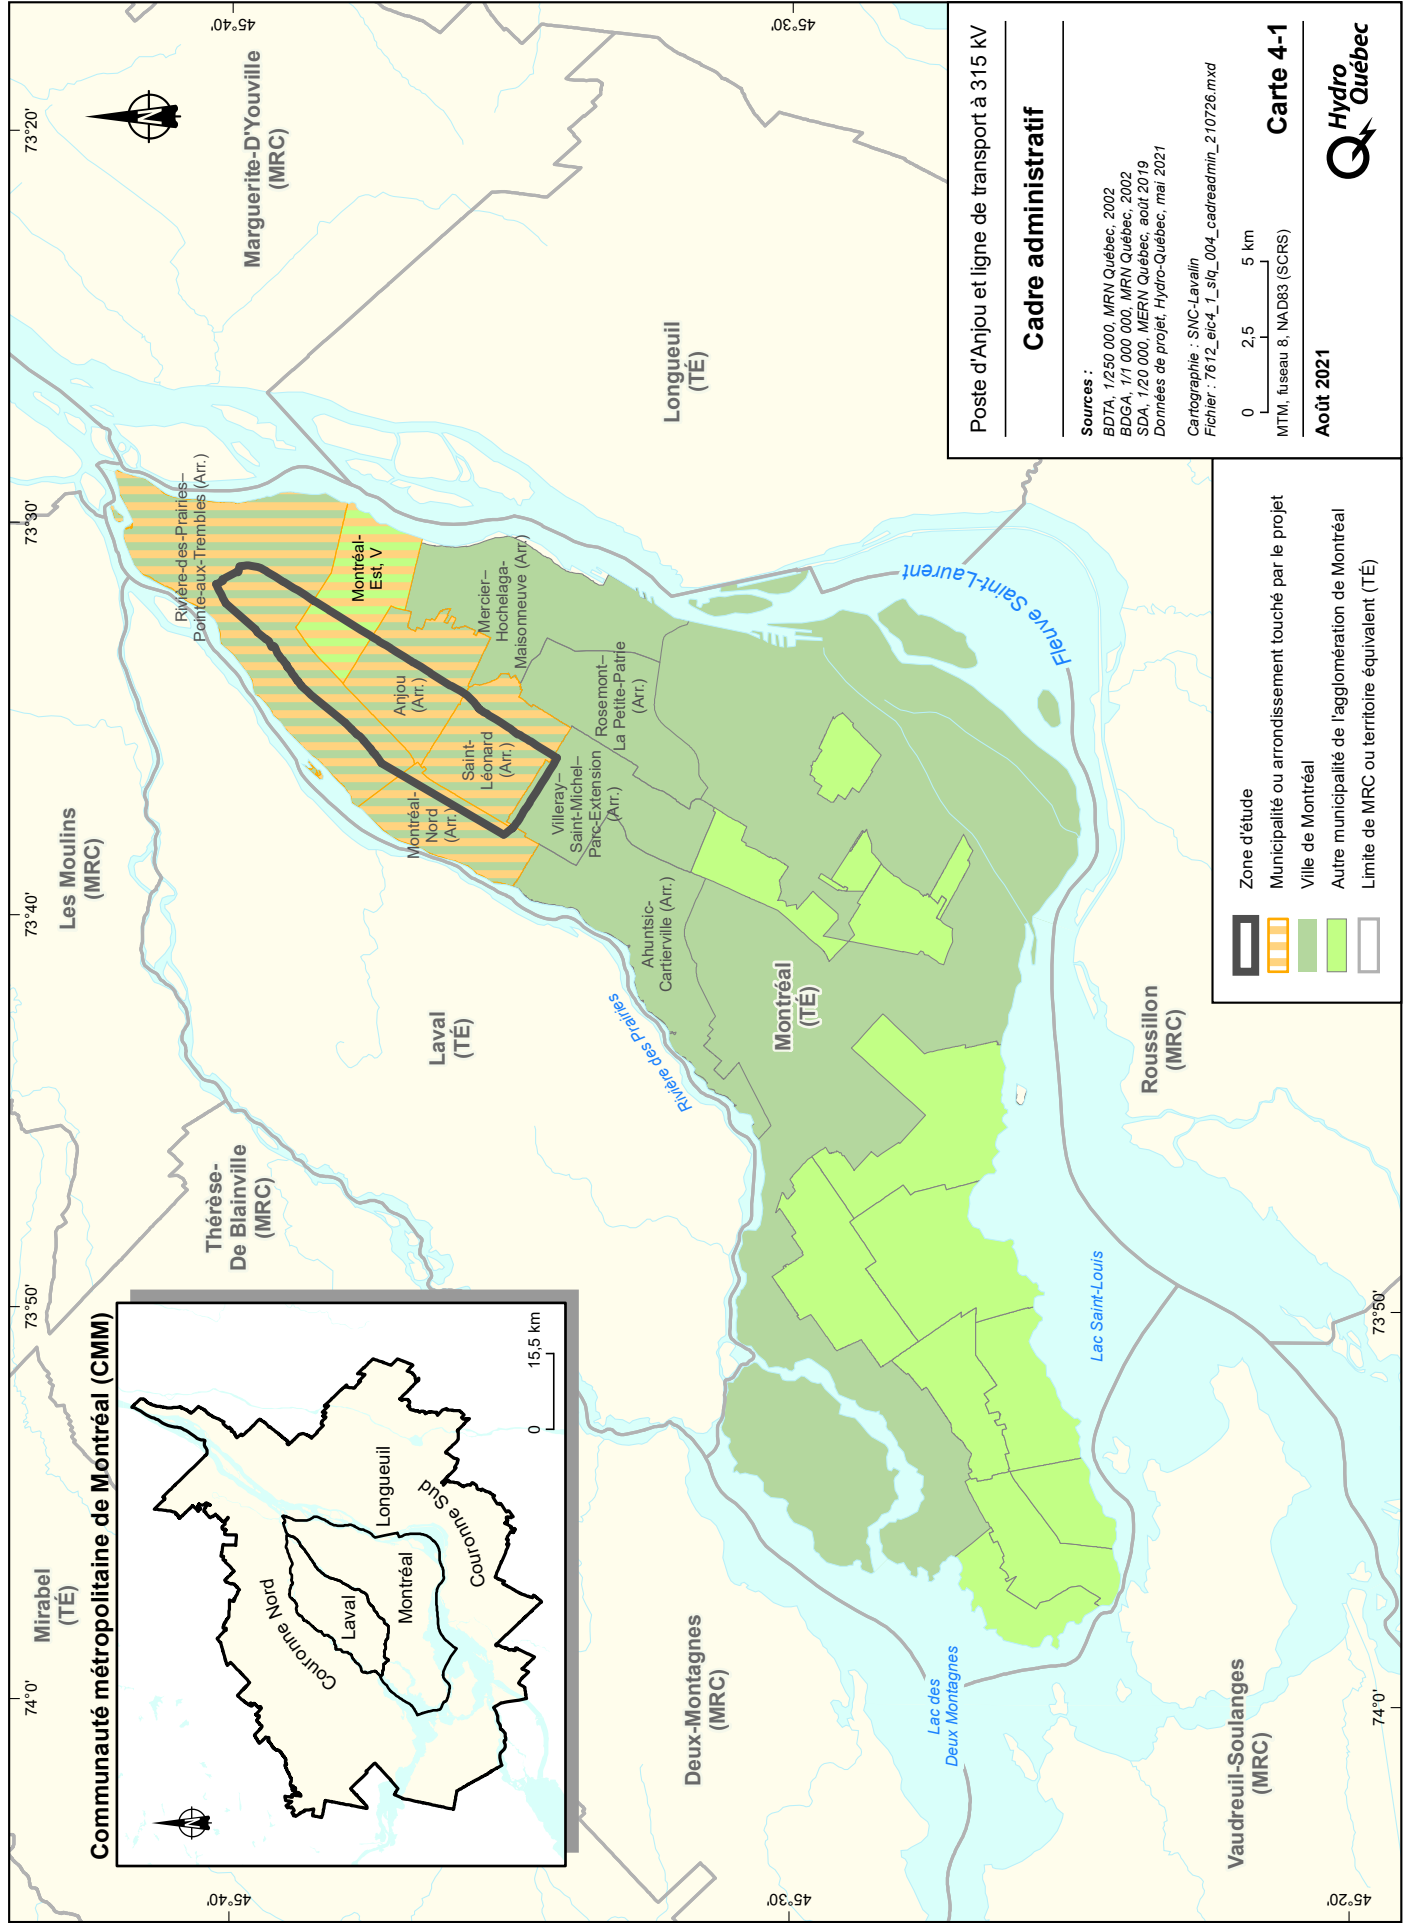 Communauté métropolitaine de Montréal (CMM)
Couronne Nord
Laval
Montréal
Longueuil
Couronne Sud
0
15,5 km
N
74°0'
73°50'
73°40'
73°30'
73°20'
45°40'
45°30'
45°40'
45°30'
45°20'
74°0'
73°50'
N
Mirabel
(TÉ)
Thérèse-
De Blainville
(MRC)
Les Moulins
(MRC)
Marguerite-D'Youville
(MRC)
Laval
(TÉ)
Longueuil
(TÉ)
Deux-Montagnes
(MRC)
Montréal
(TÉ)
Roussillon
(MRC)
Vaudreuil-Soulanges
(MRC)
Rivière-des-Prairies–
Pointe-aux-Trembles (Arr.)
Montréal-
Est, V
Anjou
(Arr.)
Mercier–
Hochelaga-
Maisonneuve (Arr.)
Saint-
Léonard
(Arr.)
Montréal-
Nord
(Arr.)
Villeray–
Saint-Michel–
Parc-Extension
(Arr.)
Rosemont–
La Petite-Patrie
(Arr.)
Ahuntsic-
Cartierville (Arr.)
Rivière des Prairies
Fleuve Saint-Laurent
Lac Saint-Louis
Lac des
Deux Montagnes
Zone d'étude
Municipalité ou arrondissement touché par le projet
Ville de Montréal
Autre municipalité de l'agglomération de Montréal
Limite de MRC ou territoire équivalent (TÉ)
Poste d'Anjou et ligne de transport à 315 kV
Cadre administratif
Sources :
BDTA, 1/250 000, MRN Québec, 2002
BDGA, 1/1 000 000, MRN Québec, 2002
SDA, 1/20 000, MERN Québec, août 2019
Données de projet, Hydro-Québec, mai 2021
Cartographie : SNC-Lavalin
Fichier : 7612_eic4_1_slq_004_cadreadmin_210726.mxd
0
2,5
5 km
MTM, fuseau 8, NAD83 (SCRS)
Carte 4-1
Août 2021
Hydro
Québec